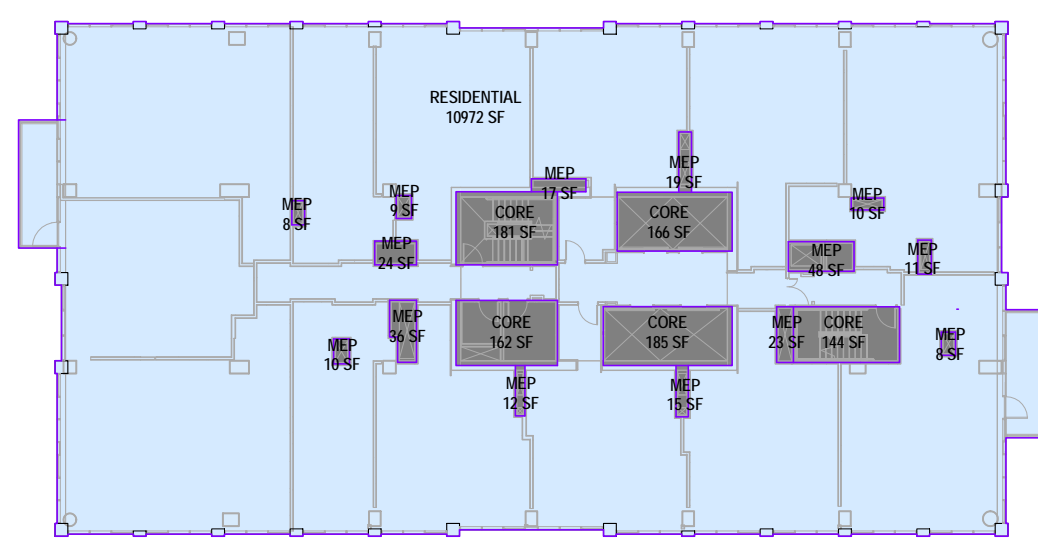 RESIDENTIAL
10972 SF
MEP
19 SF
MEP
17 SF
MEP
8 SF
MEP
9 SF
MEP
10 SF
CORE
181 SF
CORE
166 SF
MEP
24 SF
MEP
48 SF
MEP
11 SF
MEP
36 SF
CORE
162 SF
CORE
185 SF
MEP
23 SF
CORE
144 SF
MEP
10 SF
MEP
8 SF
MEP
12 SF
MEP
15 SF